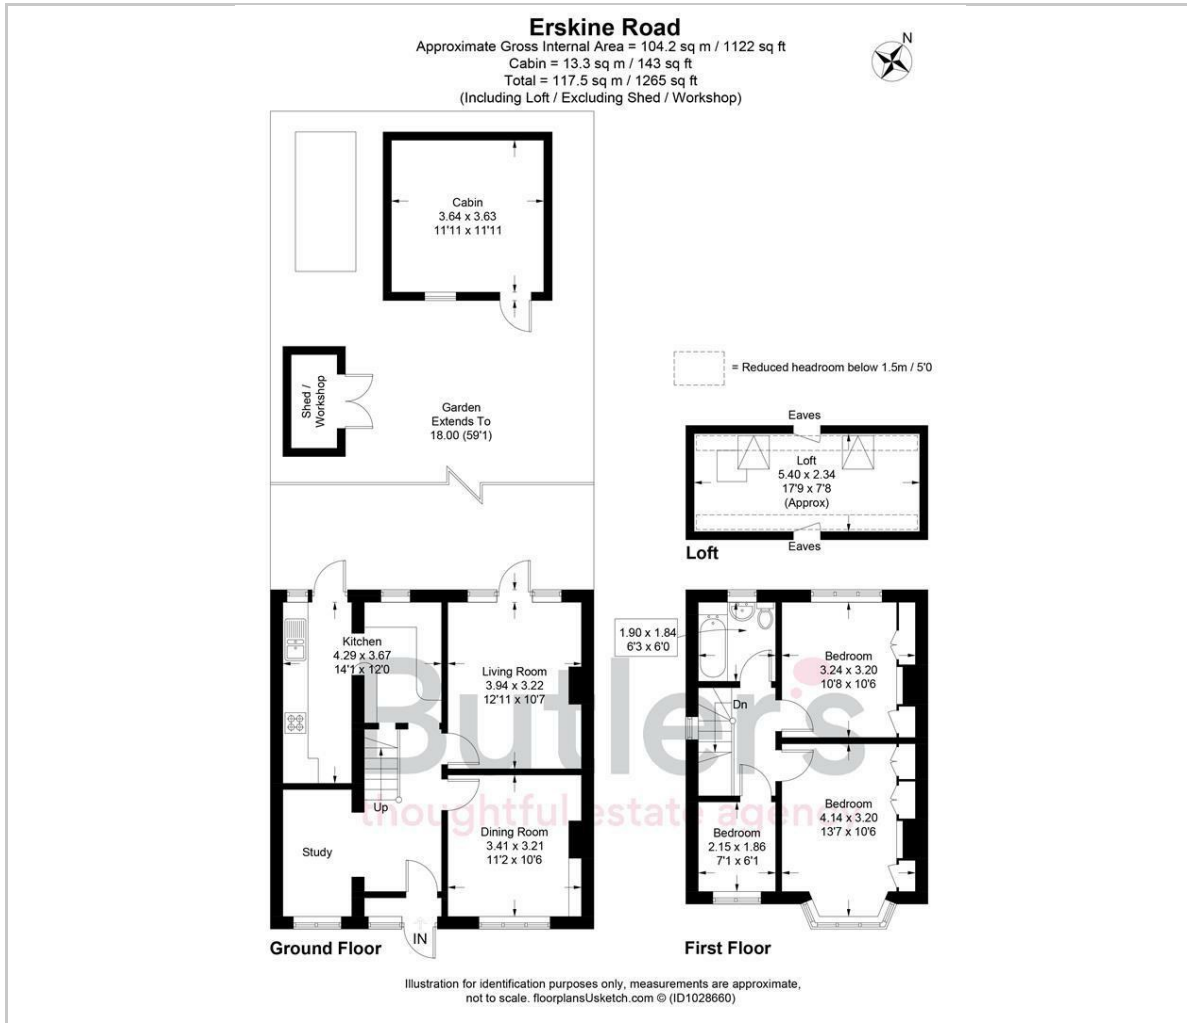 Erskine Road
Approximate Gross Internal Area = 104.2 sq m / 1122 sq ft
Cabin = 13.3 sq m / 143 sq ft
Total = 117.5 sq m / 1265 sq ft
(Including Loft / Excluding Shed / Workshop)
N
Cabin
3.64 x 3.63
11'11 x 11'11
Shed /
Workshop
Garden
Extends To
18.00 (59'1)
= Reduced headroom below 1.5m / 5'0
Eaves
Loft
5.40 x 2.34
17'9 x 7'8
(Approx)
Eaves
Loft
Kitchen
4.29 x 3.67
14'1 x 12'0
Living Room
3.94 x 3.22
12'11 x 10'7
Up
Study
Dining Room
3.41 x 3.21
11'2 x 10'6
IN
Ground Floor
1.90 x 1.84
6'3 x 6'0
Bedroom
3.24 x 3.20
10'8 x 10'6
Dn
Bedroom
4.14 x 3.20
13'7 x 10'6
Bedroom
2.15 x 1.86
7'1 x 6'1
First Floor
Butler's
thoughtful estate agency
Illustration for identification purposes only, measurements are approximate,
not to scale. floorplansUsketch.com © (ID1028660)